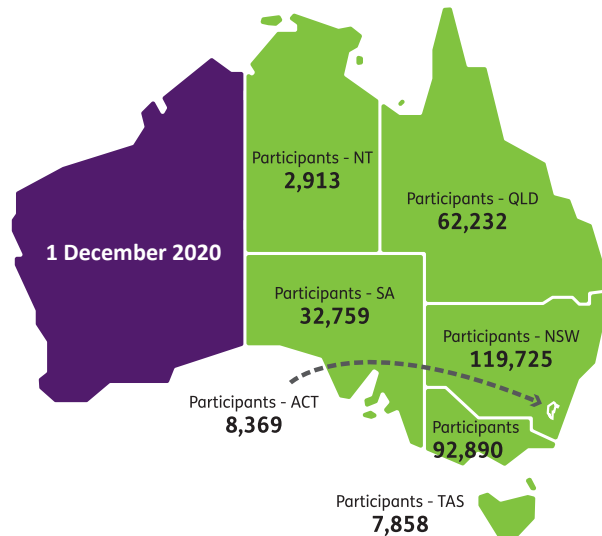 Participants - NT
2,913
Participants - QLD
62,232
1 December 2020
Participants - SA
32,759
Participants - NSW
119,725
Participants - ACT
8,369
Participants
92,890
Participants - TAS
7,858